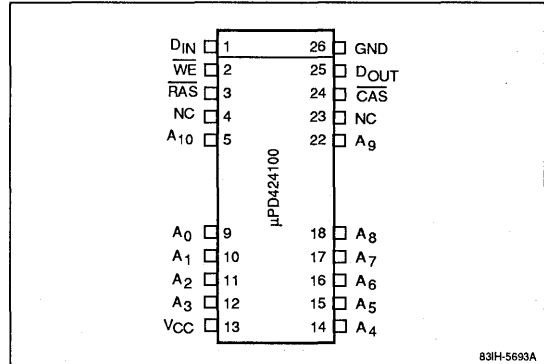 DIN 1 26 GND
WE 2 25 DOUT
RAS 3 24 CAS
NC 4 23 NC
A10 5 22 A9
μPD424100
A0 9 18 A8
A1 10 17 A7
A2 11 16 A6
A3 12 15 A5
VCC 13 14 A4
83IH-5693A